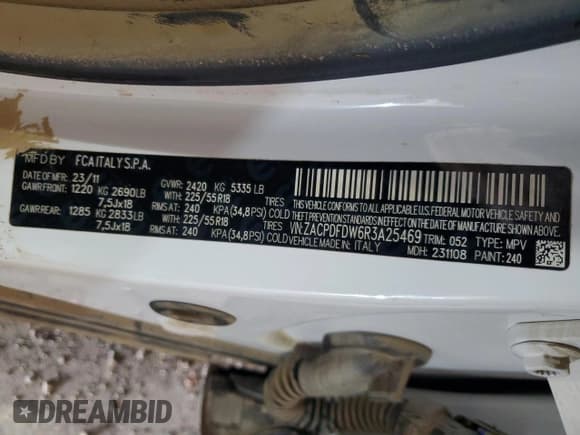 MFD BY FCA ITALY S.P.A.
DATE OF MFR: 23/11 GVWR: 2420 KG 5335 LB
GAWR FRONT: 1220 KG 2690 LB WITH: 225/55R18 TIRES
7,5Jx18 RIMS AT: 240 KPA (34,8 PSI) COLD
GAWR REAR: 1285 KG 2833 LB WITH: 225/55R18 TIRES
7,5Jx18 RIMS AT: 240 KPA (34,8 PSI) COLD
THIS VEHICLE CONFORMS TO ALL APPLICABLE
U.S. FEDERAL MOTOR VEHICLE SAFETY AND THEFT PREVENTION
STANDARDS IN EFFECT ON THE DATE OF MANUFACTURE SHOWN ABOVE.
VIN: ZACPDFDW6R3A25469 TRIM: 052 TYPE: MPV
VEHICLE MADE IN: ITALY MDH: 231108 PAINT: 240
DREAMBID